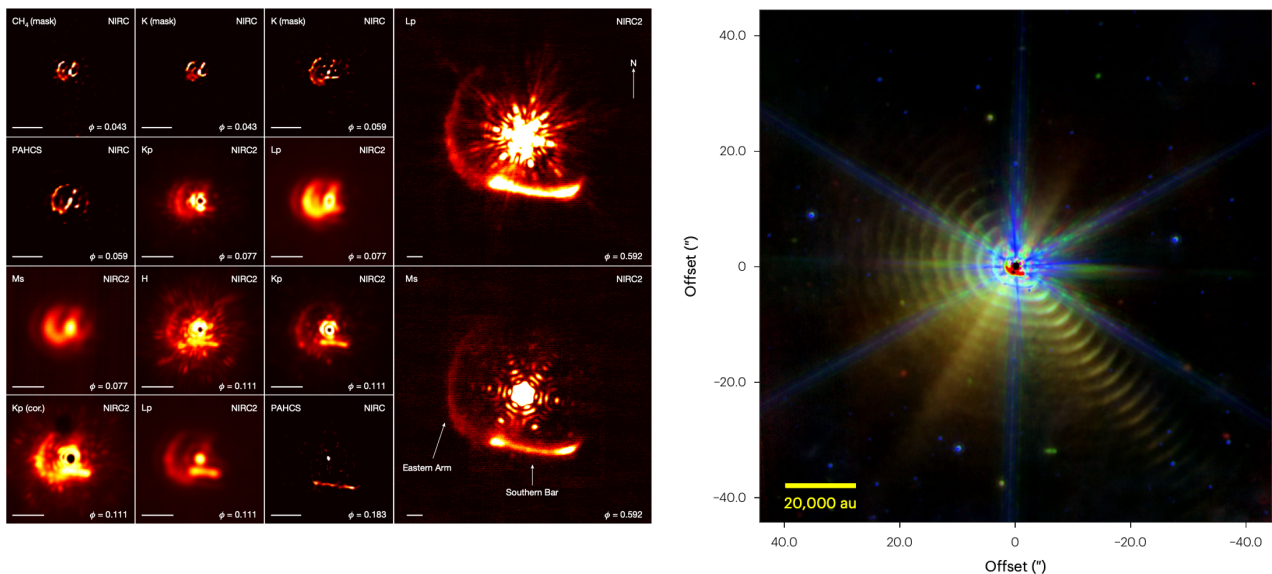 CH₄ (mask) NIRC
ϕ = 0.043
K (mask) NIRC
ϕ = 0.043
K (mask) NIRC
ϕ = 0.059
Lp NIRC2
N
ϕ = 0.592
PAHCS NIRC
ϕ = 0.059
Kp NIRC2
ϕ = 0.077
Lp NIRC2
ϕ = 0.077
Ms NIRC2
ϕ = 0.077
H NIRC2
ϕ = 0.111
Kp NIRC2
ϕ = 0.111
Ms NIRC2
Eastern Arm
Southern Bar
ϕ = 0.592
Kp (cor.) NIRC2
ϕ = 0.111
Lp NIRC2
ϕ = 0.111
PAHCS NIRC
ϕ = 0.183
40.0
20.0
0
−20.0
−40.0
Offset (")
20,000 au
40.0 20.0 0 −20.0 −40.0
Offset (")